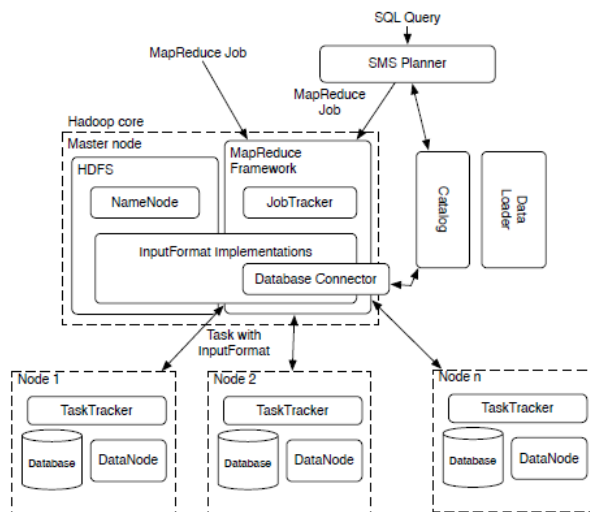 SQL Query
SMS Planner
MapReduce Job
MapReduce
Job
Hadoop core
Master node
HDFS
MapReduce
Framework
NameNode
JobTracker
InputFormat Implementations
Database Connector
Catalog
Data
Loader
Task with
InputFormat
Node 1
TaskTracker
Database
DataNode
Node 2
TaskTracker
Database
DataNode
Node n
TaskTracker
Database
DataNode